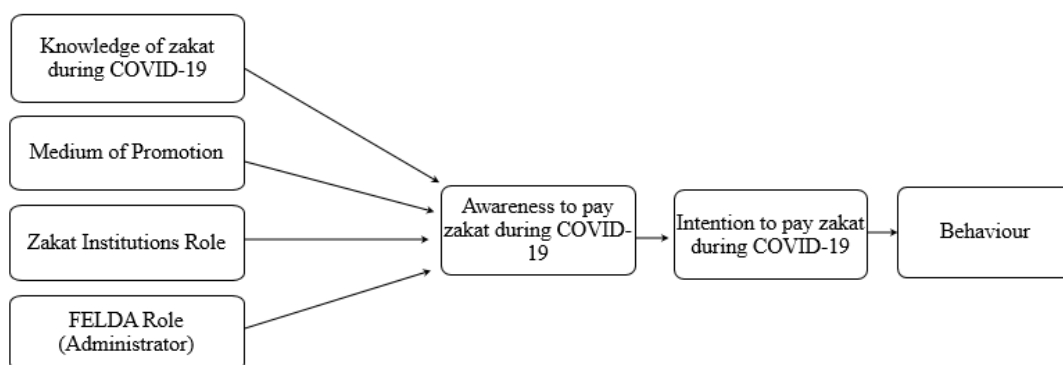 Knowledge of zakat
during COVID-19
Medium of Promotion
Zakat Institutions Role
FELDA Role
(Administrator)
Awareness to pay
zakat during COVID-
19
Intention to pay zakat
during COVID-19
Behaviour